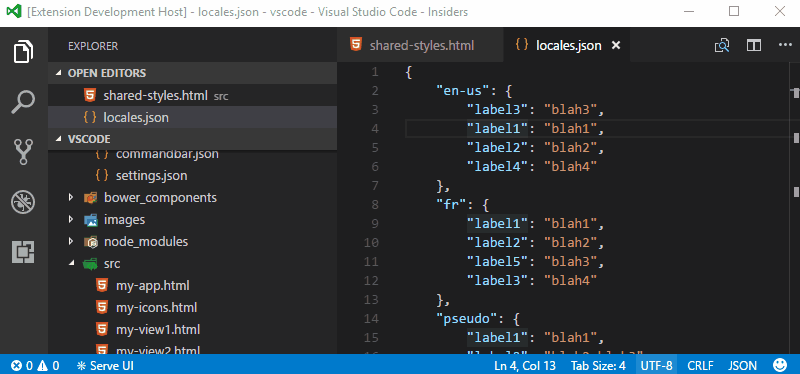 [Extension Development Host] - locales.json - vscode - Visual Studio Code - Insiders
EXPLORER
OPEN EDITORS
shared-styles.html src
locales.json
VSCODE
commandbar.json
settings.json
bower_components
images
node_modules
src
my-app.html
my-icons.html
my-view1.html
my-view2.html
shared-styles.html locales.json
1 {
2 "en-us": {
3 "label3": "blah3",
4 "label1": "blah1",
5 "label2": "blah2",
6 "label4": "blah4"
7 },
8 "fr": {
9 "label1": "blah1",
10 "label2": "blah2",
11 "label5": "blah3",
12 "label3": "blah4"
13 },
14 "pseudo": {
15 "label1": "blah1",
0 0 Serve UI Ln 4, Col 13 Tab Size: 4 UTF-8 CRLF JSON